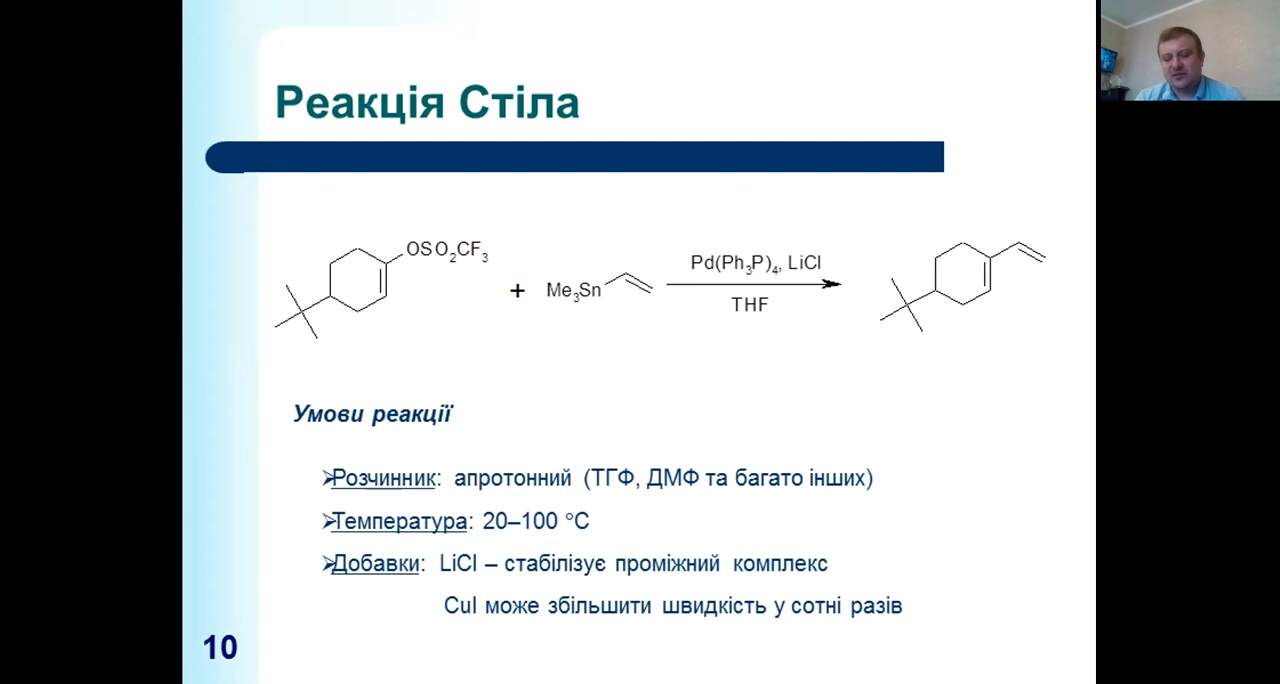 Реакція Стіла
OSO₂CF₃
+
Me₃Sn
Pd(Ph₃P)₄, LiCl
THF
Умови реакції
➢Розчинник: апротонний (ТГФ, ДМФ та багато інших)
➢Температура: 20–100 °C
➢Добавки: LiCl – стабілізує проміжний комплекс
CuI може збільшити швидкість у сотні разів
10